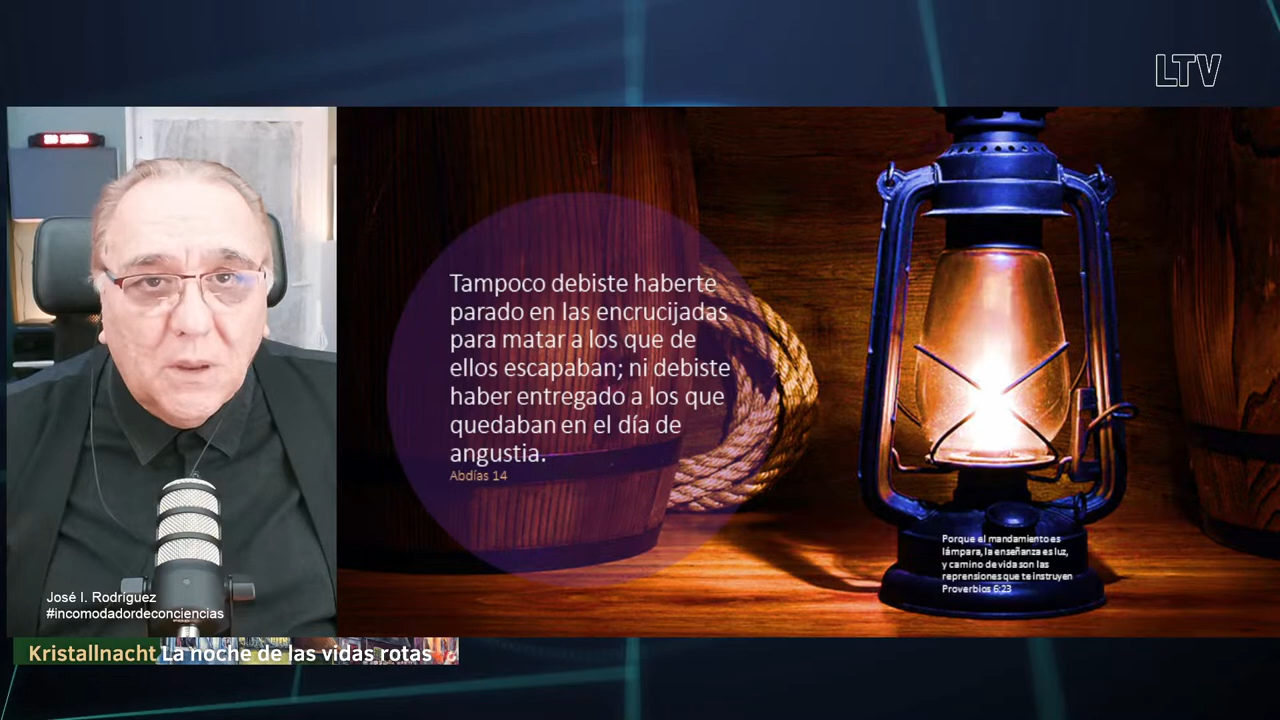 LTV
Tampoco debiste haberte
parado en las encrucijadas
para matar a los que de
ellos escapaban; ni debiste
haber entregado a los que
quedaban en el día de
angustia.
Abdías 14
Porque el mandamiento es
lámpara, la enseñanza es luz,
y camino de vida son las
reprensiones que te instruyen
Proverbios 6:23
José I. Rodríguez
#incomodadordeconciencias
Kristallnacht La noche de las vidas rotas